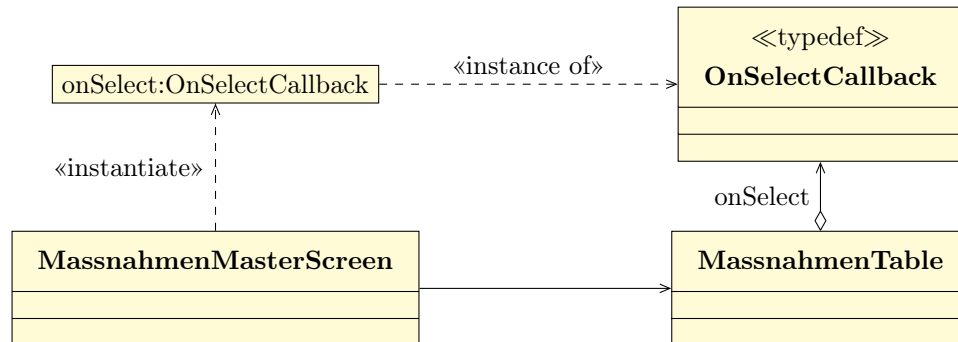 ≪typedef≫
OnSelectCallback
«instance of»
onSelect:OnSelectCallback
«instantiate»
onSelect
MassnahmenMasterScreen
MassnahmenTable